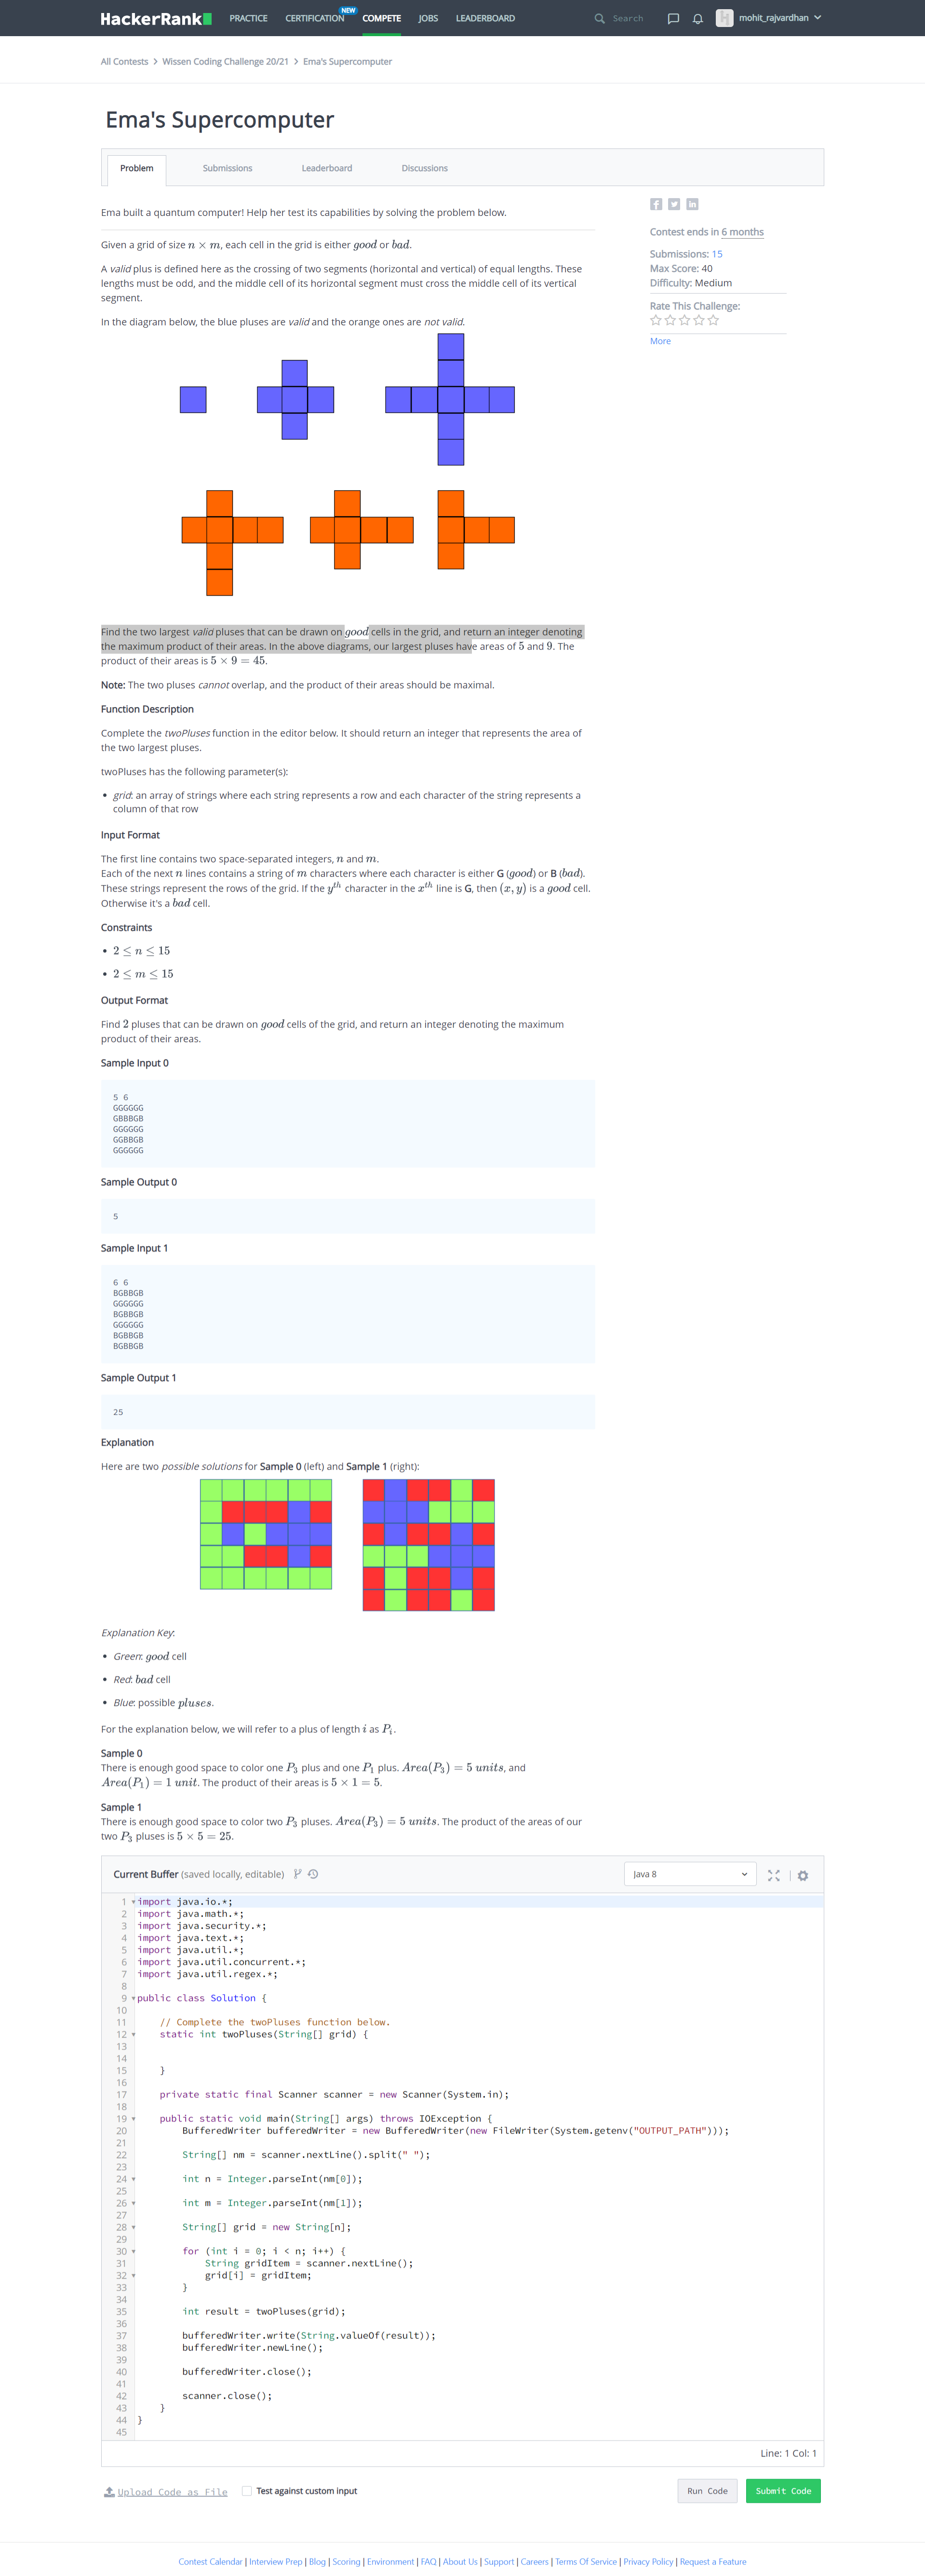 HackerRank PRACTICE CERTIFICATION NEW COMPETE JOBS LEADERBOARD Search mohit_rajvardhan
All Contests > Wissen Coding Challenge 20/21 > Ema's Supercomputer
Ema's Supercomputer
Problem Submissions Leaderboard Discussions
Ema built a quantum computer! Help her test its capabilities by solving the problem below.
Given a grid of size n × m, each cell in the grid is either good or bad.
A valid plus is defined here as the crossing of two segments (horizontal and vertical) of equal lengths. These
lengths must be odd, and the middle cell of its horizontal segment must cross the middle cell of its vertical
segment.
In the diagram below, the blue pluses are valid and the orange ones are not valid.
Find the two largest valid pluses that can be drawn on good cells in the grid, and return an integer denoting
the maximum product of their areas. In the above diagrams, our largest pluses have areas of 5 and 9. The
product of their areas is 5 × 9 = 45.
Note: The two pluses cannot overlap, and the product of their areas should be maximal.
Function Description
Complete the twoPluses function in the editor below. It should return an integer that represents the area of
the two largest pluses.
twoPluses has the following parameter(s):
• grid: an array of strings where each string represents a row and each character of the string represents a
column of that row
Input Format
The first line contains two space-separated integers, n and m.
Each of the next n lines contains a string of m characters where each character is either G (good) or B (bad).
These strings represent the rows of the grid. If the yth character in the xth line is G, then (x, y) is a good cell.
Otherwise it's a bad cell.
Constraints
• 2 ≤ n ≤ 15
• 2 ≤ m ≤ 15
Output Format
Find 2 pluses that can be drawn on good cells of the grid, and return an integer denoting the maximum
product of their areas.
Sample Input 0
5 6
GGGGGG
GBBBGB
GGGGGG
GGBBGB
GGGGGG
Sample Output 0
5
Sample Input 1
6 6
BGBBGB
GGGGGG
BGBBGB
GGGGGG
BGBBGB
BGBBGB
Sample Output 1
25
Explanation
Here are two possible solutions for Sample 0 (left) and Sample 1 (right):
Explanation Key:
• Green: good cell
• Red: bad cell
• Blue: possible pluses.
For the explanation below, we will refer to a plus of length i as Pi.
Sample 0
There is enough good space to color one P3 plus and one P1 plus. Area(P3) = 5 units, and
Area(P1) = 1 unit. The product of their areas is 5 × 1 = 5.
Sample 1
There is enough good space to color two P3 pluses. Area(P3) = 5 units. The product of the areas of our
two P3 pluses is 5 × 5 = 25.
Contest ends in 6 months
Submissions: 15
Max Score: 40
Difficulty: Medium
Rate This Challenge:
More
Current Buffer (saved locally, editable) Java 8
1 import java.io.*;
2 import java.math.*;
3 import java.security.*;
4 import java.text.*;
5 import java.util.*;
6 import java.util.concurrent.*;
7 import java.util.regex.*;
8
9 public class Solution {
10
11 // Complete the twoPluses function below.
12 static int twoPluses(String[] grid) {
13
14
15 }
16
17 private static final Scanner scanner = new Scanner(System.in);
18
19 public static void main(String[] args) throws IOException {
20 BufferedWriter bufferedWriter = new BufferedWriter(new FileWriter(System.getenv("OUTPUT_PATH")));
21
22 String[] nm = scanner.nextLine().split(" ");
23
24 int n = Integer.parseInt(nm[0]);
25
26 int m = Integer.parseInt(nm[1]);
27
28 String[] grid = new String[n];
29
30 for (int i = 0; i < n; i++) {
31 String gridItem = scanner.nextLine();
32 grid[i] = gridItem;
33 }
34
35 int result = twoPluses(grid);
36
37 bufferedWriter.write(String.valueOf(result));
38 bufferedWriter.newLine();
39
40 bufferedWriter.close();
41
42 scanner.close();
43 }
44 }
45
Line: 1 Col: 1
Upload Code as File Test against custom input Run Code Submit Code
Contest Calendar | Interview Prep | Blog | Scoring | Environment | FAQ | About Us | Support | Careers | Terms Of Service | Privacy Policy | Request a Feature